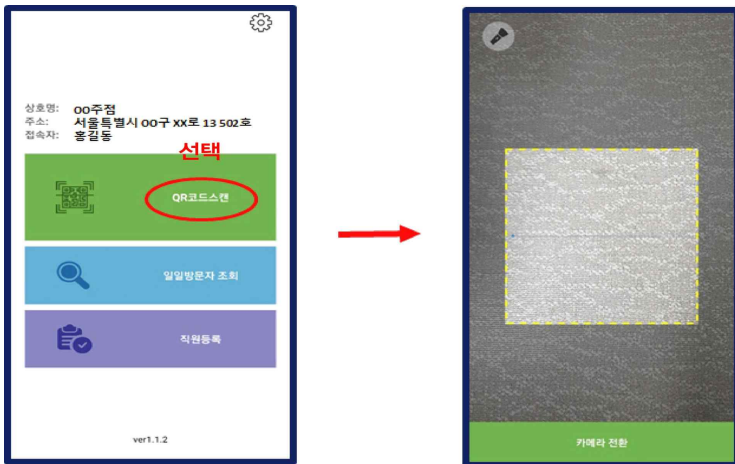 상호명: OO주점
주소: 서울특별시 OO구 XX로 13 502호
접속자: 홍길동
선택
QR코드스캔
일일방문자 조회
직원등록
ver1.1.2
카메라 전환